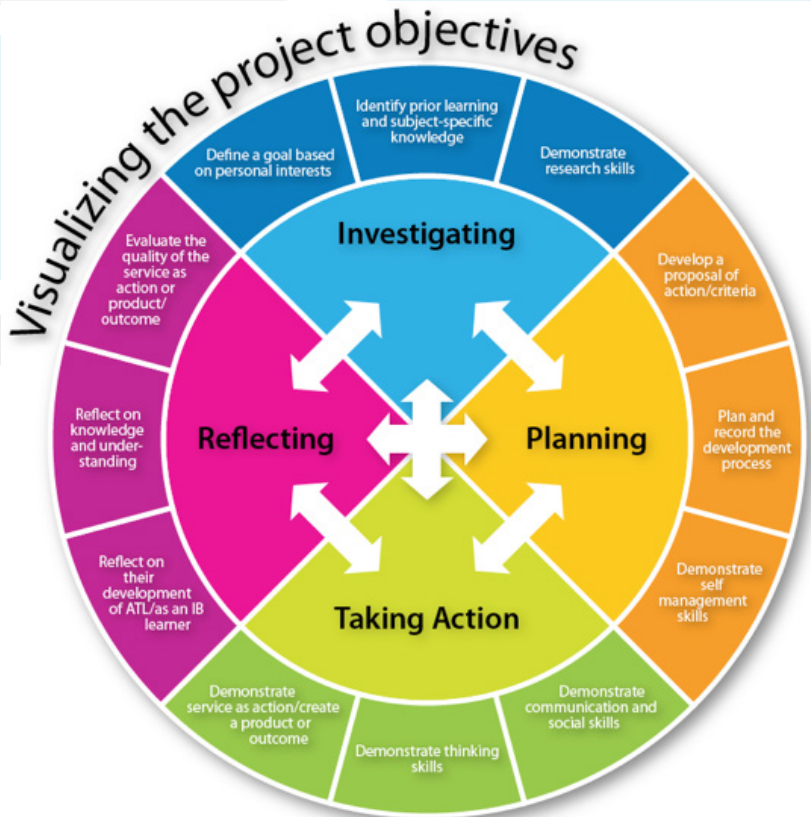 Visualizing the project objectives
Define a goal based
on personal interests
Identify prior learning
and subject-specific
knowledge
Demonstrate
research skills
Investigating
Develop a
proposal of
action/criteria
Plan and
record the
development
process
Demonstrate
self
management
skills
Planning
Demonstrate
communication and
social skills
Demonstrate thinking
skills
Demonstrate
service as action/create
a product or
outcome
Taking Action
Reflect on
their
development
of ATL/as an IB
learner
Reflect on
knowledge
and under-
standing
Evaluate the
quality of the
service as
action or
product/
outcome
Reflecting